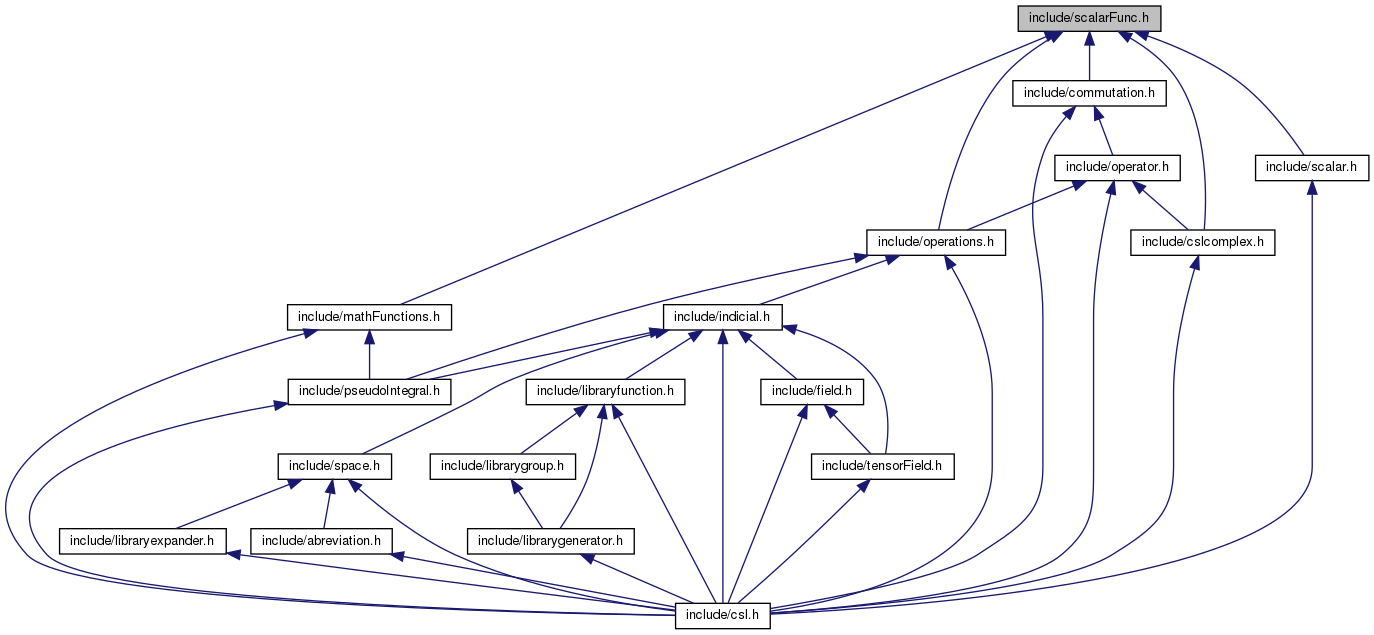 include/scalarFunc.h
include/commutation.h
include/operator.h
include/scalar.h
include/operations.h
include/cslcomplex.h
include/mathFunctions.h
include/indicial.h
include/pseudoIntegral.h
include/libraryfunction.h
include/field.h
include/space.h
include/librarygroup.h
include/tensorField.h
include/libraryexpander.h
include/abreviation.h
include/librarygenerator.h
include/csl.h